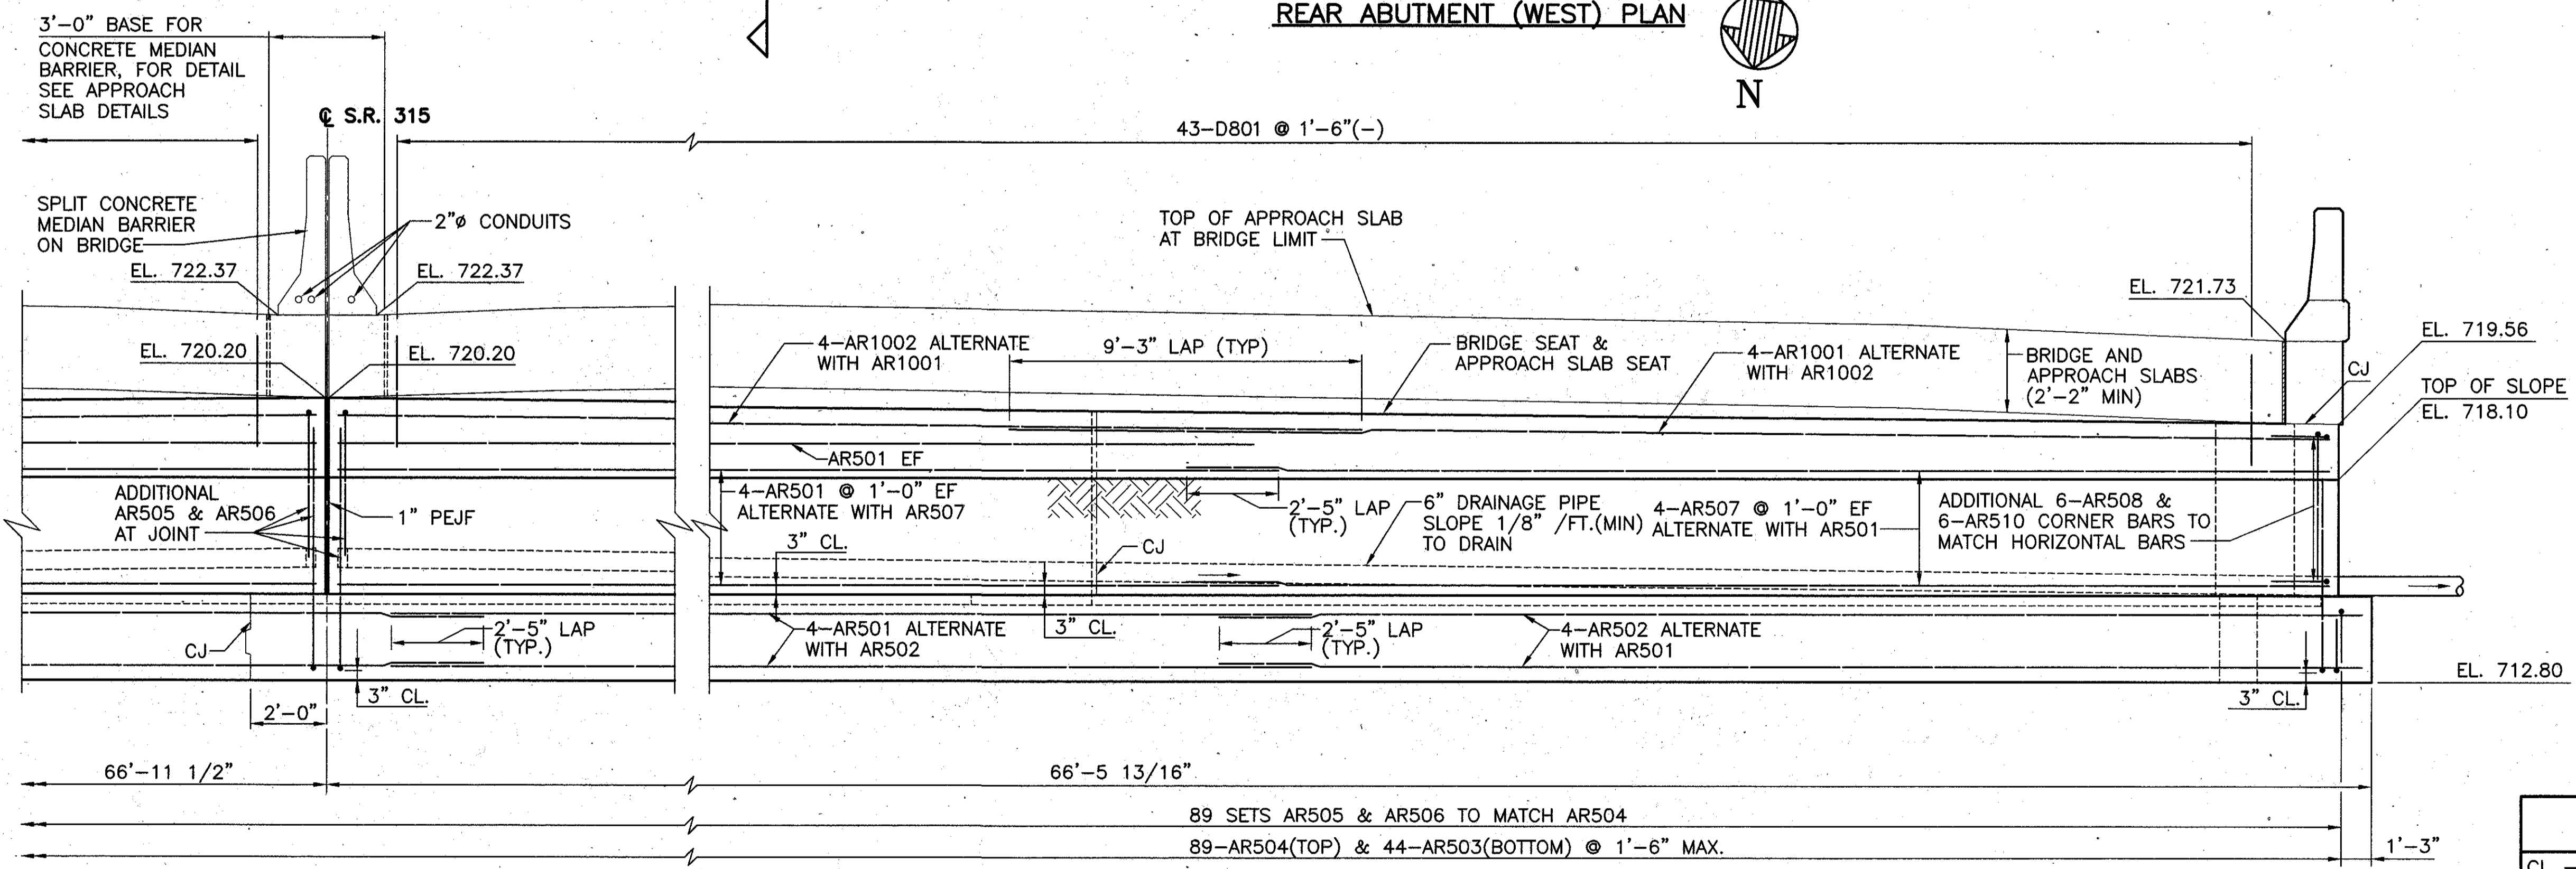 REAR ABUTMENT (WEST) PLAN
N
3'-0" BASE FOR
CONCRETE MEDIAN
BARRIER, FOR DETAIL
SEE APPROACH
SLAB DETAILS
℄ S.R. 315
43-D801 @ 1'-6"(-)
SPLIT CONCRETE
MEDIAN BARRIER
ON BRIDGE
2"ø CONDUITS
TOP OF APPROACH SLAB
AT BRIDGE LIMIT
EL. 722.37
EL. 722.37
EL. 721.73
EL. 719.56
EL. 720.20
EL. 720.20
4-AR1002 ALTERNATE
WITH AR1001
9'-3" LAP (TYP)
BRIDGE SEAT &
APPROACH SLAB SEAT
4-AR1001 ALTERNATE
WITH AR1002
BRIDGE AND
APPROACH SLABS
(2'-2" MIN)
CJ
TOP OF SLOPE
EL. 718.10
AR501 EF
ADDITIONAL
AR505 & AR506
AT JOINT
1" PEJF
4-AR501 @ 1'-0" EF
ALTERNATE WITH AR507
2'-5" LAP
(TYP.)
6" DRAINAGE PIPE
SLOPE 1/8" /FT.(MIN)
TO DRAIN
4-AR507 @ 1'-0" EF
ALTERNATE WITH AR501
ADDITIONAL 6-AR508 &
6-AR510 CORNER BARS TO
MATCH HORIZONTAL BARS
3" CL.
CJ
CJ
2'-5" LAP
(TYP.)
4-AR501 ALTERNATE
WITH AR502
3" CL.
2'-5" LAP
(TYP.)
4-AR502 ALTERNATE
WITH AR501
EL. 712.80
3" CL.
3" CL.
2'-0"
66'-11 1/2"
66'-5 13/16"
89 SETS AR505 & AR506 TO MATCH AR504
89-AR504(TOP) & 44-AR503(BOTTOM) @ 1'-6" MAX.
1'-3"